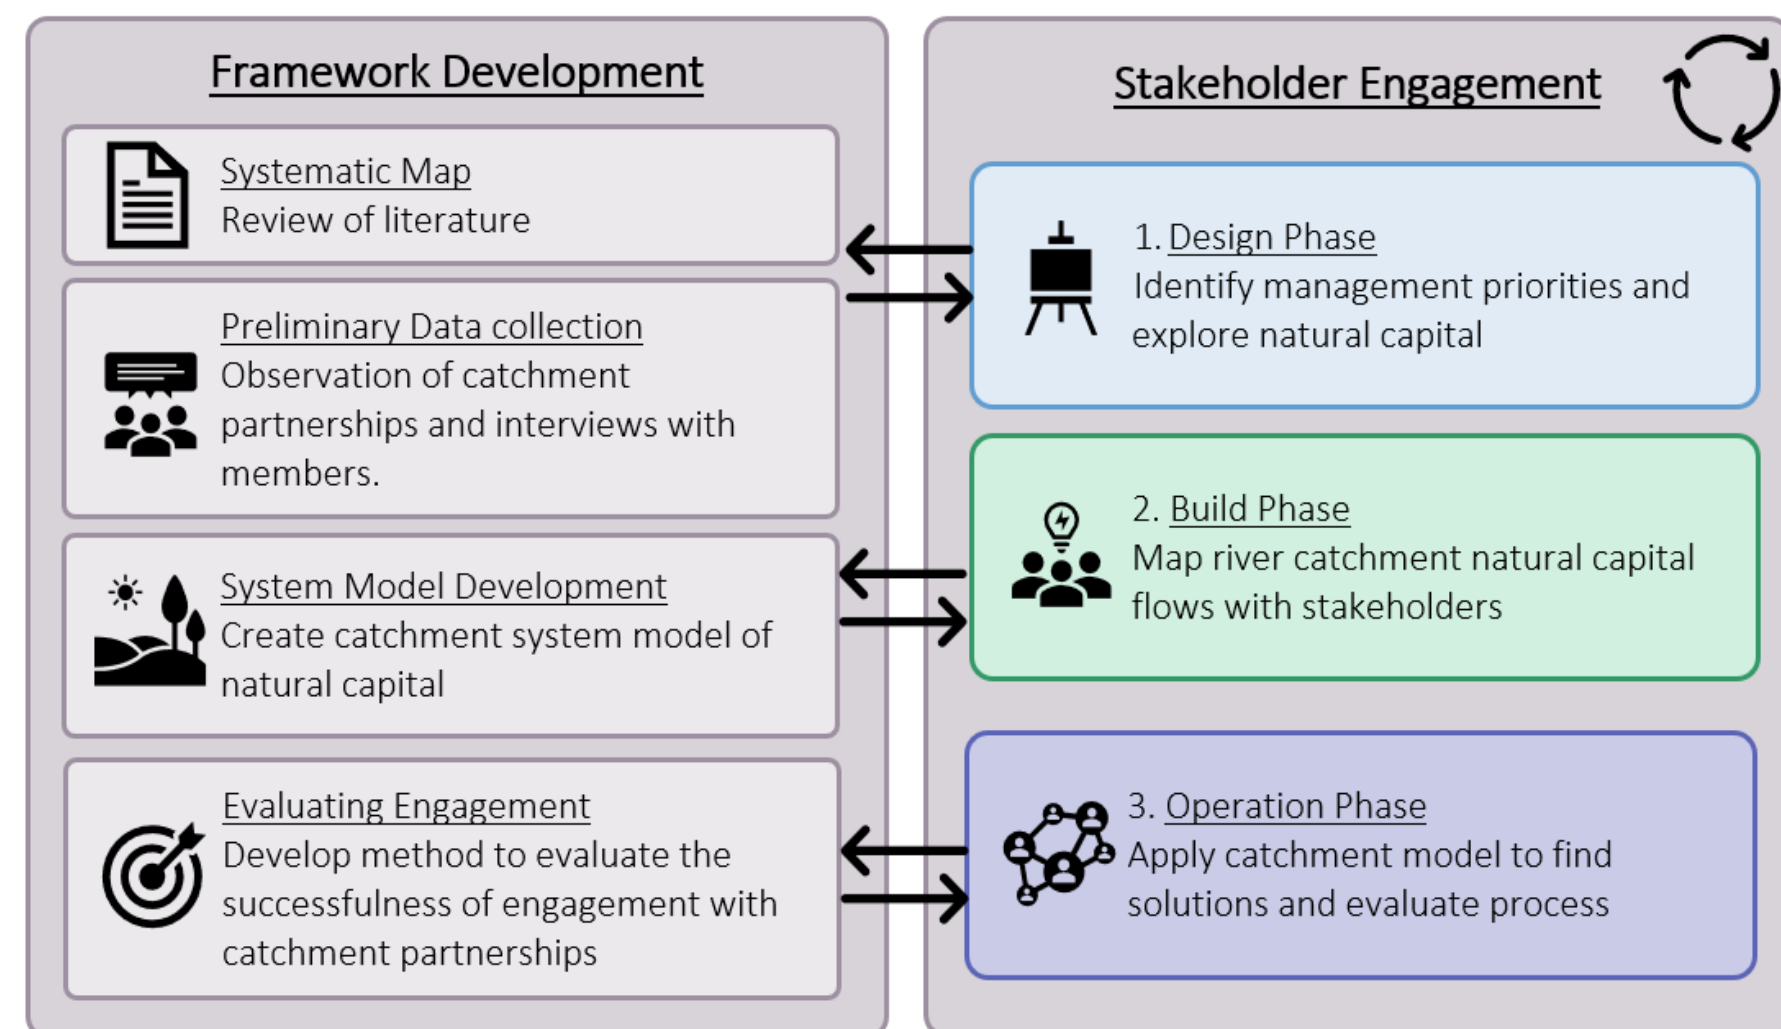 Framework Development
Systematic Map
Review of literature
Preliminary Data collection
Observation of catchment
partnerships and interviews with
members.
System Model Development
Create catchment system model of
natural capital
Evaluating Engagement
Develop method to evaluate the
successfulness of engagement with
catchment partnerships
Stakeholder Engagement
1. Design Phase
Identify management priorities and
explore natural capital
2. Build Phase
Map river catchment natural capital
flows with stakeholders
3. Operation Phase
Apply catchment model to find
solutions and evaluate process